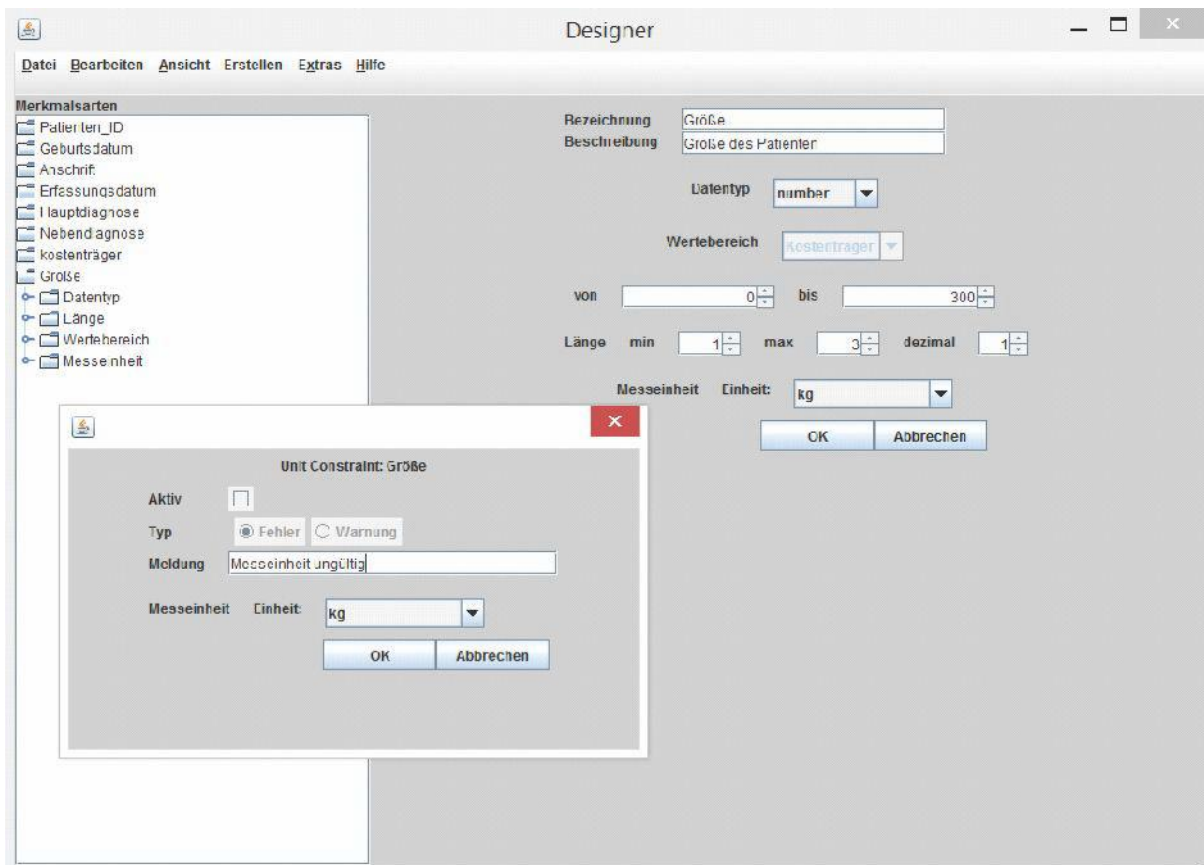 Designer
Datei Bearbeiten Ansicht Erstellen Extras Hilfe
Merkmalsarten
Patienten_ID
Geburtsdatum
Anschrift
Erfassungsdatum
Hauptdiagnose
Nebendiagnose
kostenträger
Größe
Datentyp
Länge
Wertebereich
Messeinheit
Bezeichnung Größe
Beschreibung Größe des Patienten
Datentyp number
Wertebereich Kostenträger
von 0 bis 300
Länge min 1 max 3 dezimal 1
Messeinheit Einheit: kg
OK Abbrechen
Unit Constraint: Größe
Aktiv
Typ Fehler Warnung
Meldung Messeinheit ungültig
Messeinheit Einheit: kg
OK Abbrechen